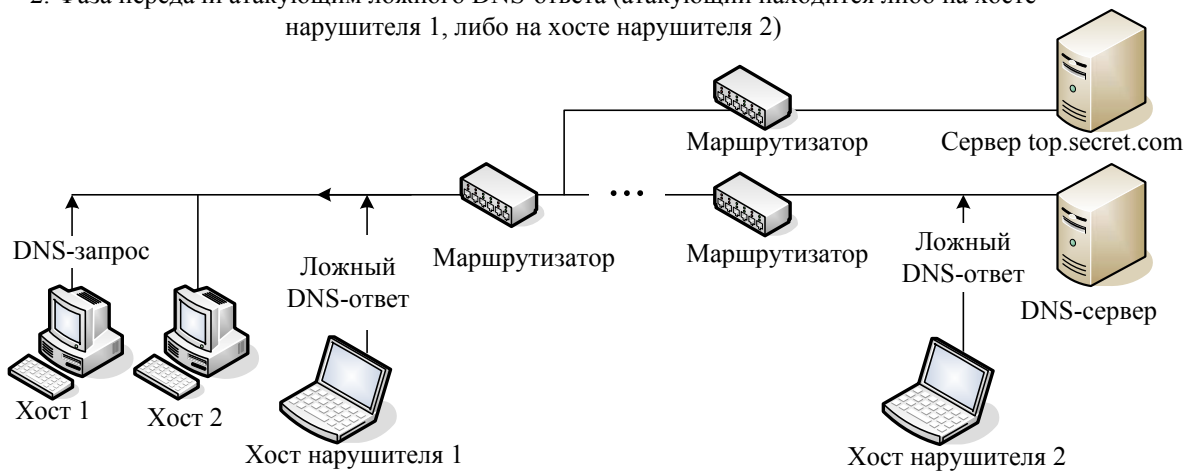 2. Фаза передачи атакующим ложного DNS-ответа (атакующий находится либо на хосте
нарушителя 1, либо на хосте нарушителя 2)
Маршрутизатор
Сервер top.secret.com
...
DNS-запрос
Ложный
DNS-ответ
Маршрутизатор
Маршрутизатор
Ложный
DNS-ответ
DNS-сервер
Хост 1
Хост 2
Хост нарушителя 1
Хост нарушителя 2